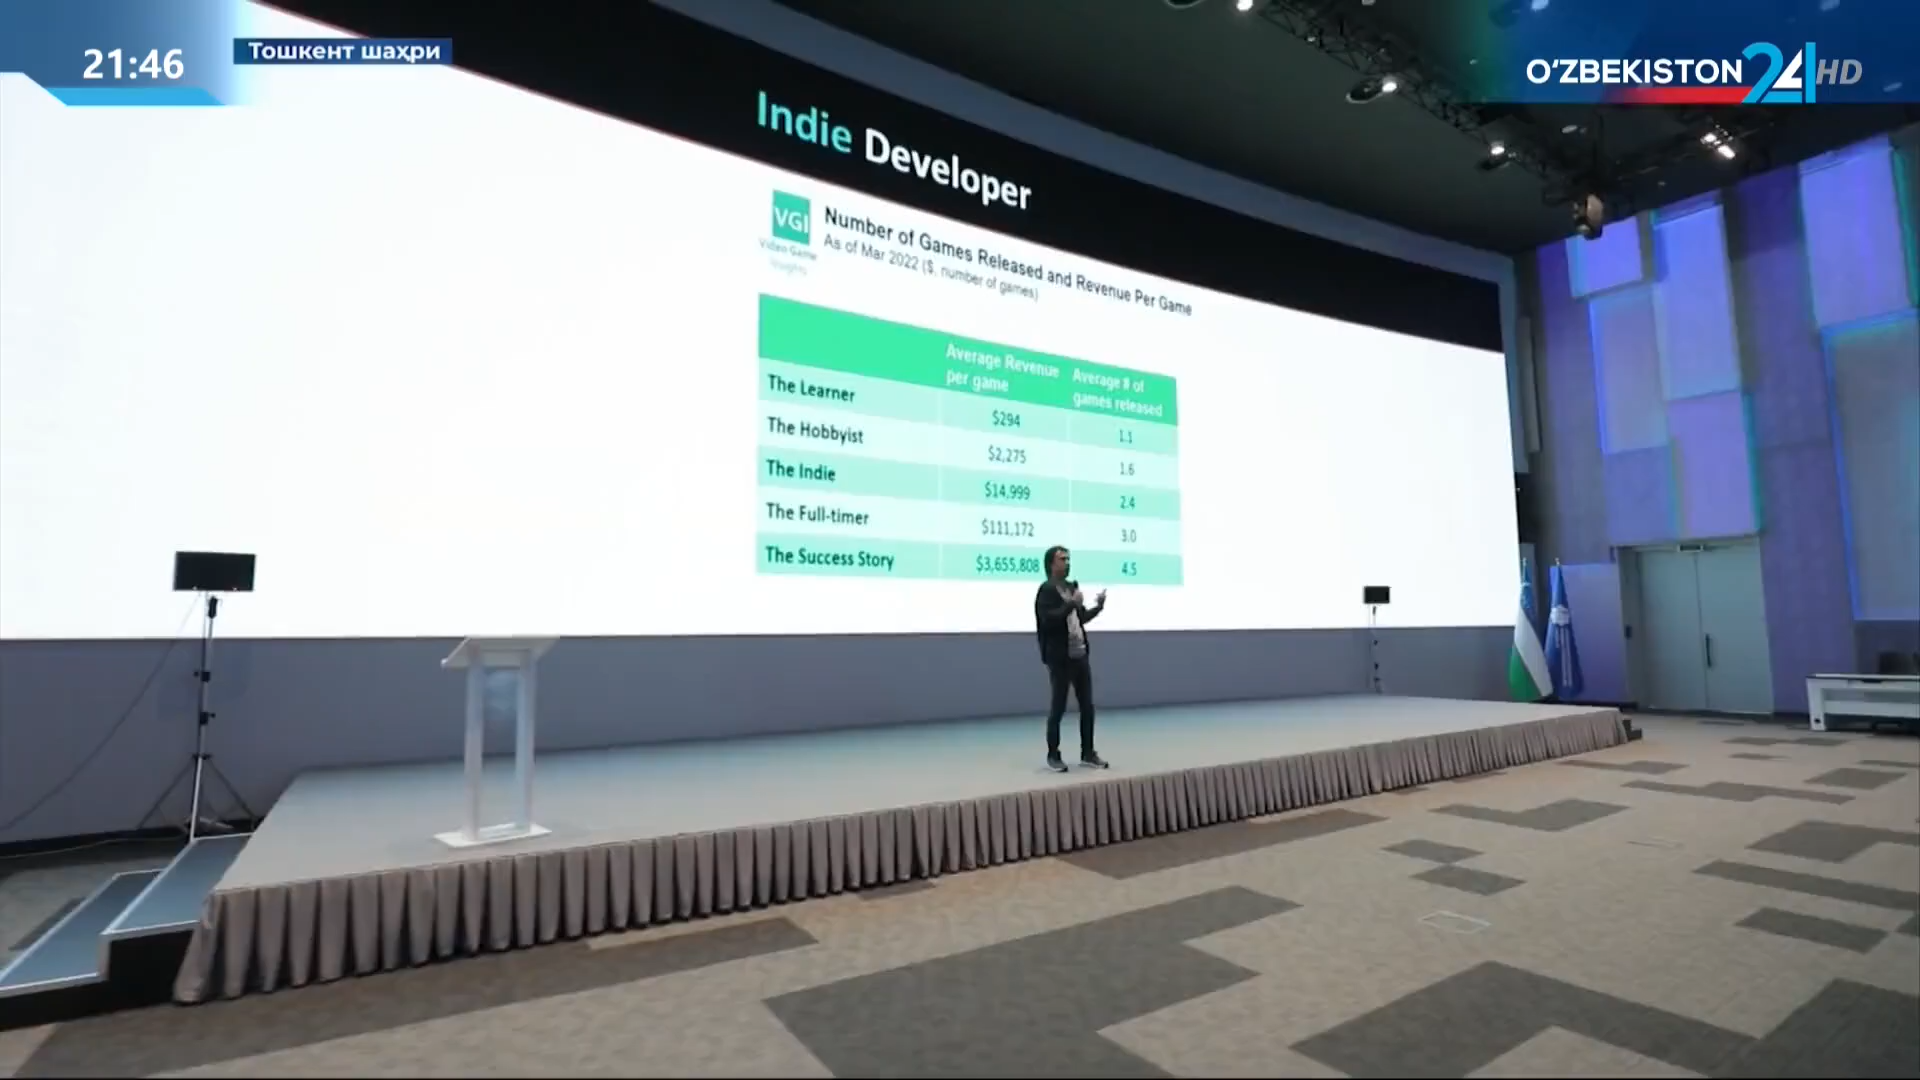 21:46
Тошкент шаҳри
O‘ZBEKISTON 24 HD
Indie Developer
VGI
Video Game
Insights
Number of Games Released and Revenue Per Game
As of Mar 2022 ($, number of games)
Average Revenue
per game
Average # of
games released
The Learner
$294
1.1
The Hobbyist
$2,275
1.6
The Indie
$14,999
2.4
The Full-timer
$111,172
3.0
The Success Story
$3,655,808
4.5